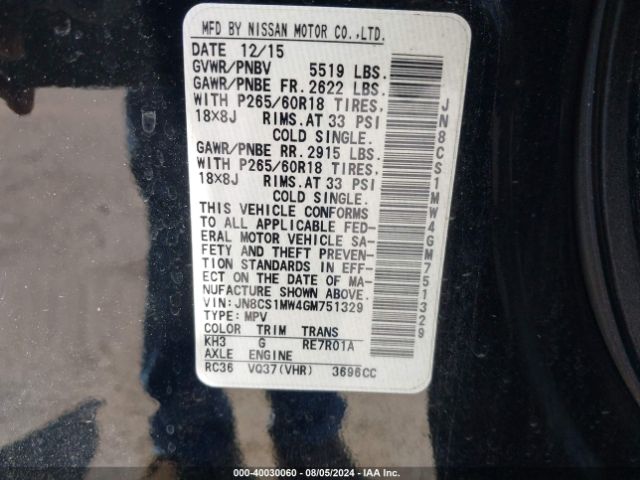 MFD BY NISSAN MOTOR CO.,LTD.
DATE 12/15
GVWR/PNBV 5519 LBS.
GAWR/PNBE FR. 2622 LBS.
WITH P265/60R18 TIRES,
18X8J RIMS. AT 33 PSI
COLD SINGLE.
GAWR/PNBE RR. 2915 LBS.
WITH P265/60R18 TIRES,
18X8J RIMS. AT 33 PSI
COLD SINGLE.
THIS VEHICLE CONFORMS
TO ALL APPLICABLE FED-
ERAL MOTOR VEHICLE SA-
FETY AND THEFT PREVEN-
TION STANDARDS IN EFF-
ECT ON THE DATE OF MA-
NUFACTURE SHOWN ABOVE.
VIN: JN8CS1MW4GM751329
TYPE: MPV
COLOR TRIM TRANS
KH3 G RE7R01A
AXLE ENGINE
RC36 VQ37(VHR) 3696CC
JN8CS1MW4GM751329
000-40030060 - 08/05/2024 - IAA Inc.